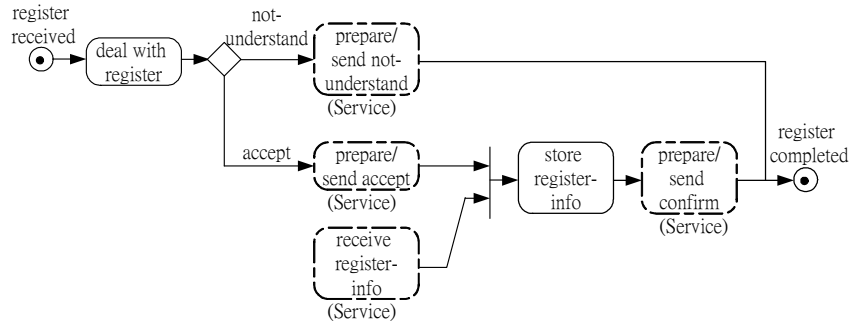 register
received
deal with
register
not-
understand
prepare/
send not-
understand
(Service)
accept
prepare/
send accept
(Service)
receive
register-
info
(Service)
store
register-
info
prepare/
send
confirm
(Service)
register
completed